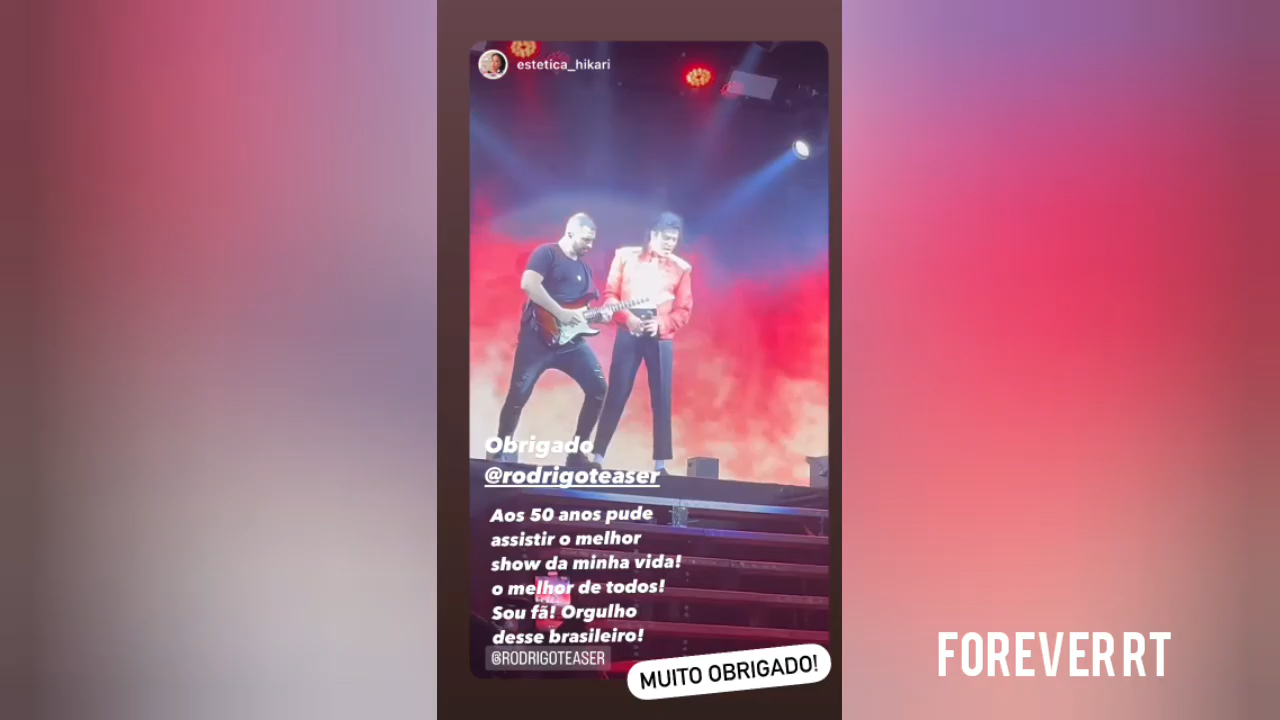 estetica_hikari
Obrigado
@rodrigoteaser
Aos 50 anos pude
assistir o melhor
show da minha vida!
o melhor de todos!
Sou fã! Orgulho
desse brasileiro!
@RODRIGOTEASER
MUITO OBRIGADO!
FOREVER RT